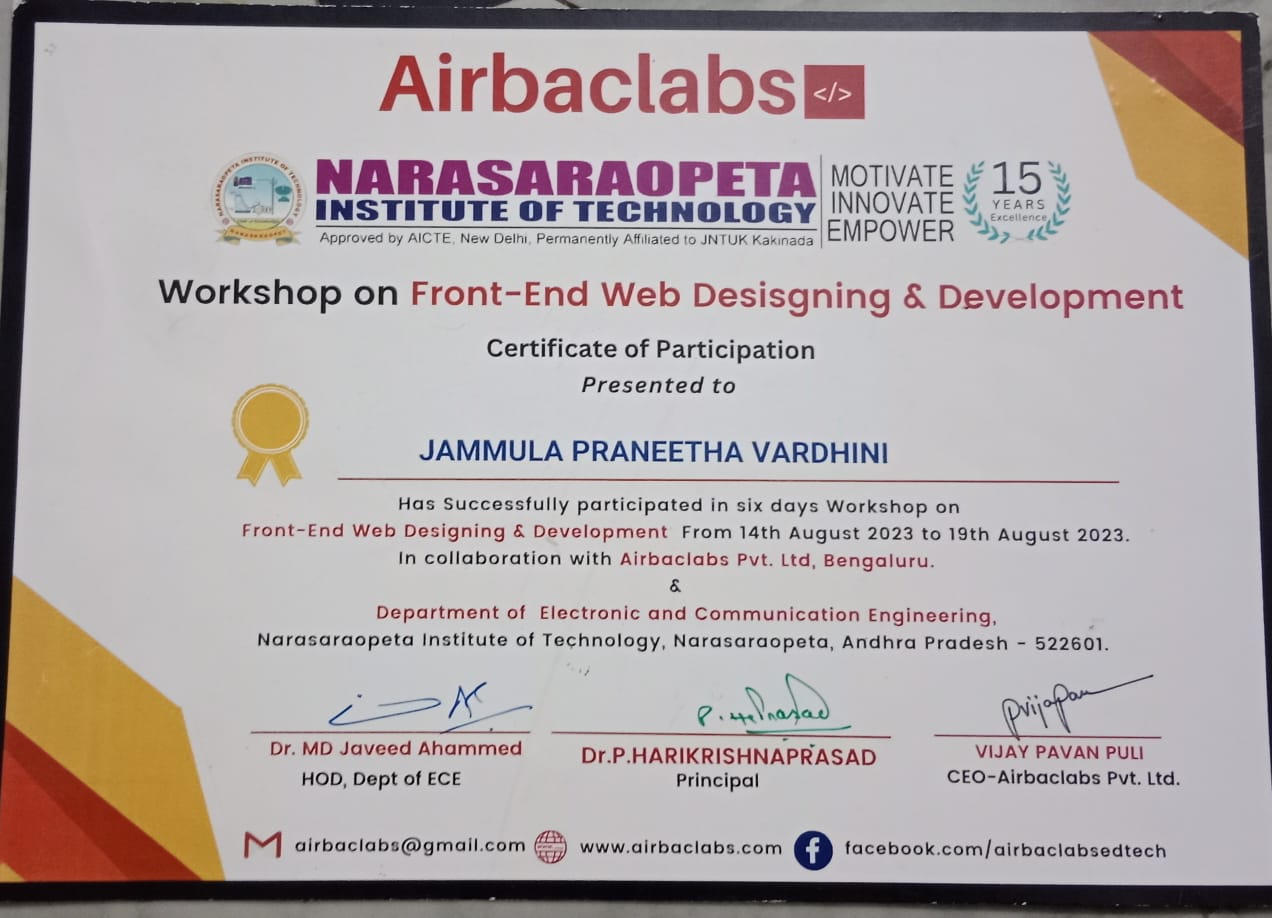 Airbaclabs </>
NARASARAOPETA INSTITUTE OF TECHNOLOGY
NARASARAOPET
NARASARAOPETA
INSTITUTE OF TECHNOLOGY
Approved by AICTE, New Delhi, Permanently Affiliated to JNTUK Kakinada
MOTIVATE
INNOVATE
EMPOWER
15
YEARS
Excellence
Workshop on Front-End Web Desisgning & Development
Certificate of Participation
Presented to
JAMMULA PRANEETHA VARDHINI
Has Successfully participated in six days Workshop on
Front-End Web Designing & Development From 14th August 2023 to 19th August 2023.
In collaboration with Airbaclabs Pvt. Ltd, Bengaluru.
&
Department of Electronic and Communication Engineering,
Narasaraopeta Institute of Technology, Narasaraopeta, Andhra Pradesh - 522601.
Dr. MD Javeed Ahammed
HOD, Dept of ECE
Dr.P.HARIKRISHNAPRASAD
Principal
VIJAY PAVAN PULI
CEO-Airbaclabs Pvt. Ltd.
airbaclabs@gmail.com www.airbaclabs.com facebook.com/airbaclabsedtech